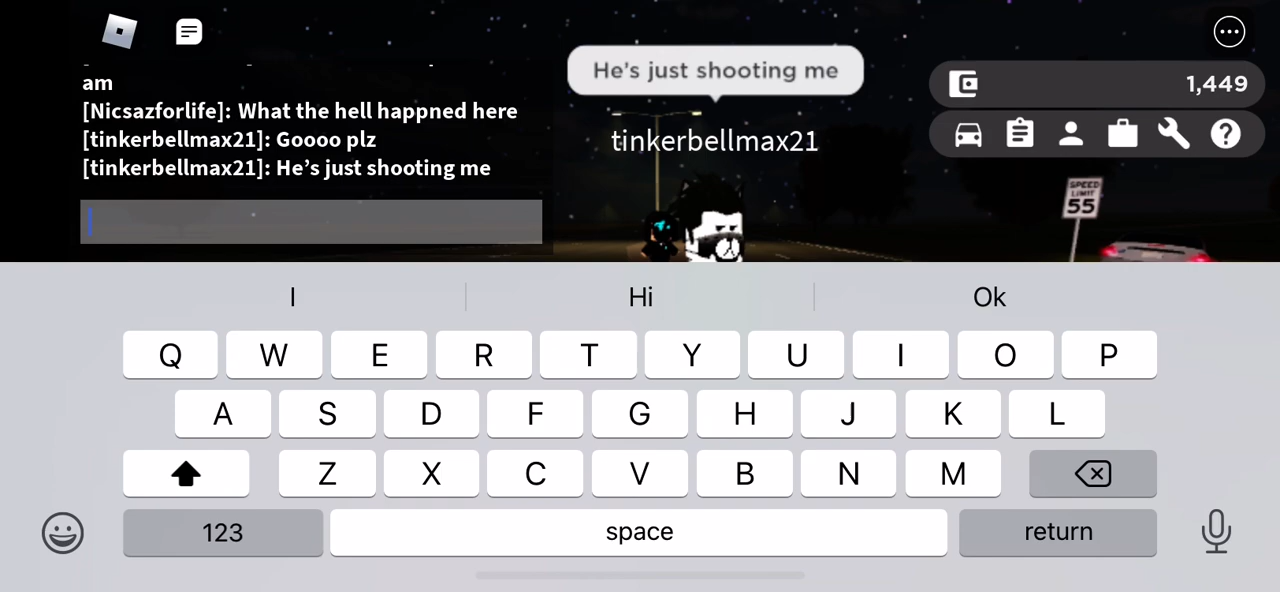 am
[Nicsazforlife]: What the hell happned here
[tinkerbellmax21]: Goooo plz
[tinkerbellmax21]: He’s just shooting me
He's just shooting me
tinkerbellmax21
1,449
SPEED
LIMIT
55
I Hi Ok
Q W E R T Y U I O P
A S D F G H J K L
Z X C V B N M
123 space return